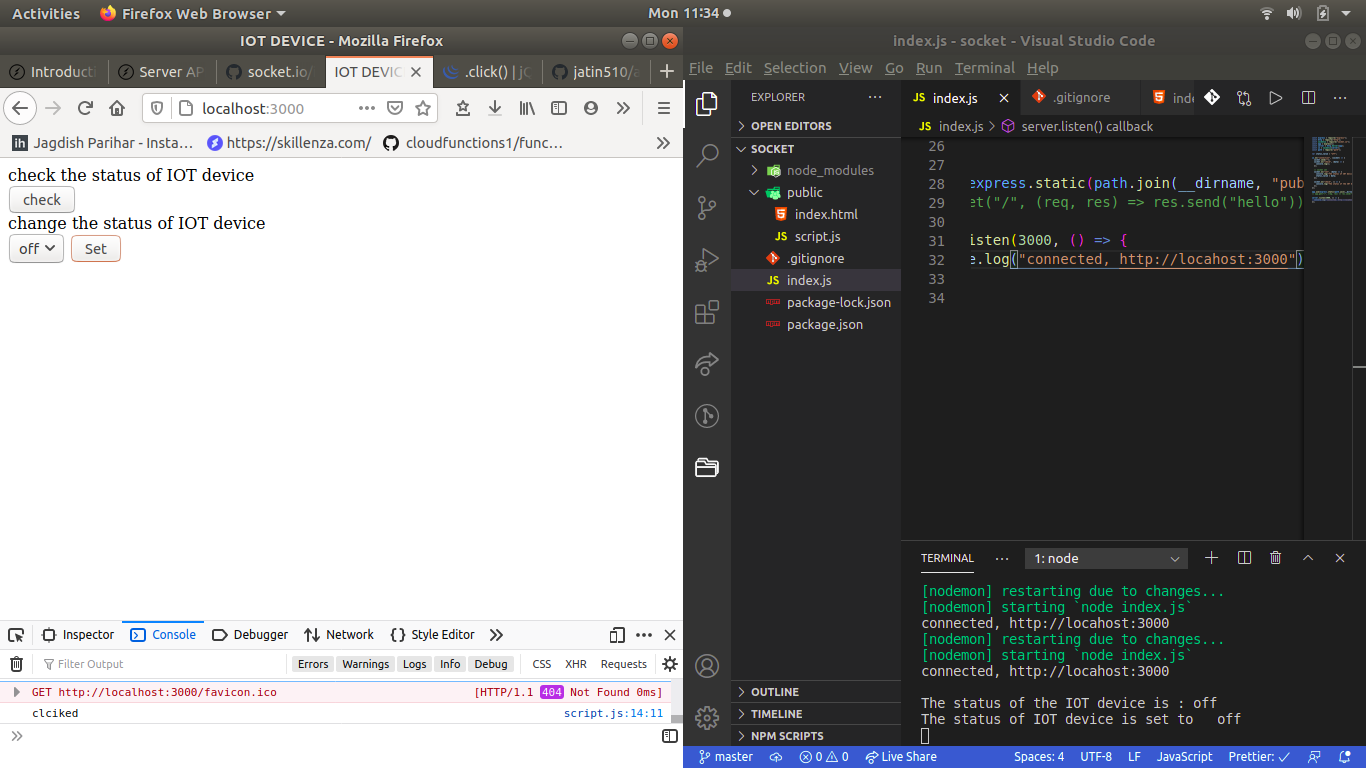 Activities Firefox Web Browser Mon 11:34
IOT DEVICE - Mozilla Firefox
Introducti Server AP socket.io/ IOT DEVIC .click() | jQ jatin510/a
localhost:3000
Jagdish Parihar - Insta… https://skillenza.com/ cloudfunctions1/func…
check the status of IOT device
check
change the status of IOT device
off Set
Inspector Console Debugger Network Style Editor
Filter Output Errors Warnings Logs Info Debug CSS XHR Requests
GET http://localhost:3000/favicon.ico [HTTP/1.1 404 Not Found 0ms]
clciked script.js:14:11
index.js - socket - Visual Studio Code
File Edit Selection View Go Run Terminal Help
EXPLORER
OPEN EDITORS
SOCKET
node_modules
public
index.html
script.js
.gitignore
index.js
package-lock.json
package.json
OUTLINE
TIMELINE
NPM SCRIPTS
JS index.js .gitignore inde
JS index.js > server.listen() callback
26
27
28 express.static(path.join(__dirname, "pub
29 et("/", (req, res) => res.send("hello"))
30
31 isten(3000, () => {
32 e.log("connected, http://locahost:3000")
33
34
TERMINAL 1: node
[nodemon] restarting due to changes...
[nodemon] starting `node index.js`
connected, http://locahost:3000
[nodemon] restarting due to changes...
[nodemon] starting `node index.js`
connected, http://locahost:3000
The status of the IOT device is : off
The status of IOT device is set to off
master 0 0 Live Share Spaces: 4 UTF-8 LF JavaScript Prettier: ✓